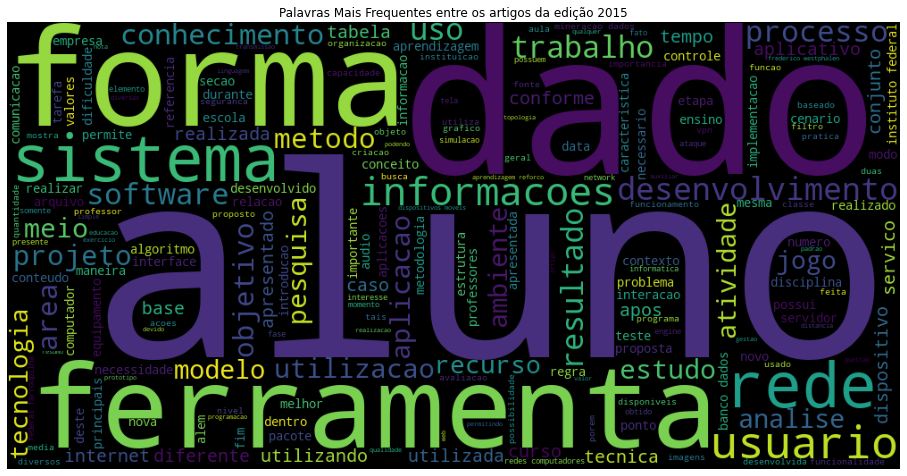 Palavras Mais Frequentes entre os artigos da edição 2015
forma
dado
aluno
ferramenta
sistema
rede
usuario
informacoes
desenvolvimento
conhecimento
uso
trabalho
processo
aplicativo
tabela
tempo
controle
empresa
aprendizagem
organizacao
instituicao
mineracao dados
aula
qualquer
fato
possuem
importancia
frederico westphalen
funcao
comunicacao
elemento
tarefa
valores
dificuldade
secao
durante
escola
referencia
linguagem
capacidade
seguranca
informacao
conforme
fonte
tela
utiliza
etapa
ensino
vpn
ataque
conjunto
cenario
baseado
filtro
pratica
implementacao
instituto federal
mostra
permite
realizada
metodo
objeto
grafico
simulacao
podendo
topologia
caracteristica
necessario
modo
duas
criacao
conceito
busca
geral
data
network
aprendizagem reforco
auxiliar
realizar
arquivo
software
desenvolvido
relacao
dispositivos moveis
funcionamento
mesma
classe
realizado
quantidade
somente
meio
professor
proposto
pesquisa
presente
educacao
exercicio
projeto
algoritmo
interface
objetivo
apresentado
introducao
importante
audio
aplicacoes
metodologia
estrutura
professores
ambiente
apresentada
resultado
contexto
informatica
padrao
numero
jogo
problema
disciplina
interacao
feita
atividade
servico
conteudo
maneira
area
computador
equipamento
base
acoes
devido
caso
interesse
momento
tais
realizacao
aplicacao
apos
teste
programa
proposta
engine
possui
servidor
distancia
gestao
tecnologia
resumo
necessidade
prototipo
modelo
fase
utilizacao
recurso
avaliacao
regra
estudo
novo
usado
banco dados
dispositivo
analise
deste
principais
nova
nivel
programacao
alem
melhor
dentro
pacote
fim
possibilidade
disponiveis
obtido
valor
porem
ponto
media
diversos
internet
diferente
utilizando
qualidade
utilizada
web
permitindo
curso
redes computadores
tecnica
imagens
desenvolvida
funcionalidade